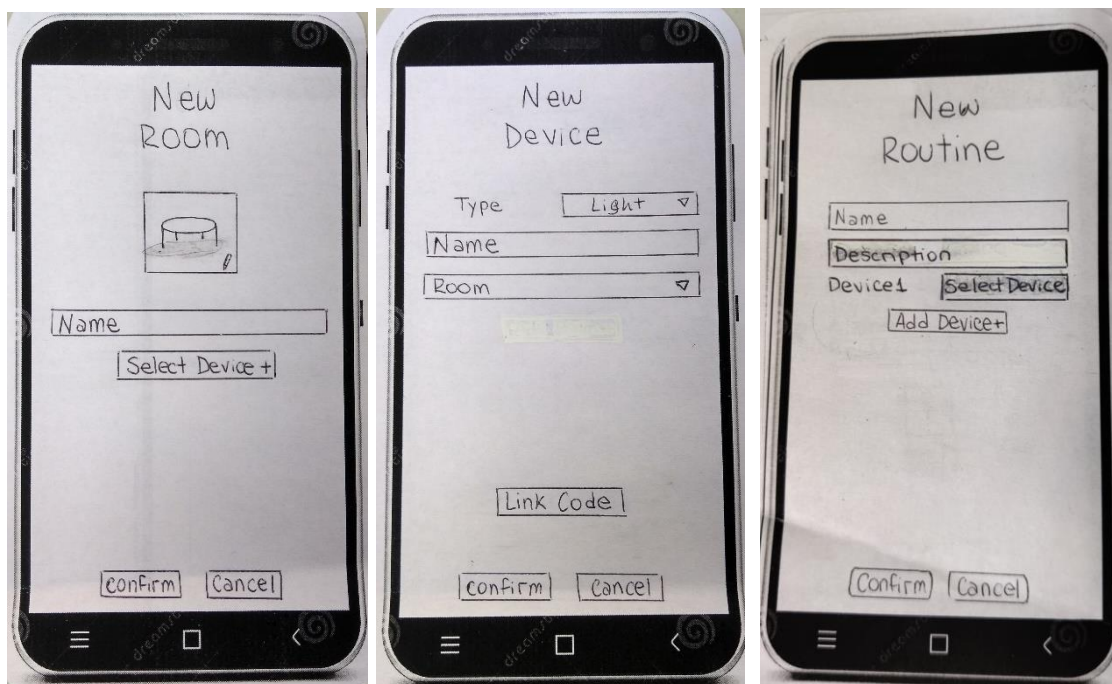 New
Room
Name
Select Device +
Confirm Cancel
New
Device
Type Light
Name
Room
Link Code
Confirm Cancel
New
Routine
Name
Description
Device1 Select Device
Add Device+
Confirm Cancel